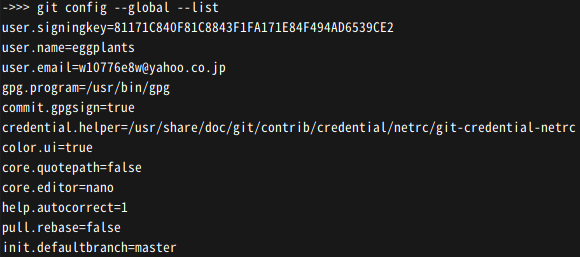 ->>> git config --global --list
user.signingkey=81171C840F81C8843F1FA171E84F494AD6539CE2
user.name=eggplants
user.email=w10776e8w@yahoo.co.jp
gpg.program=/usr/bin/gpg
commit.gpgsign=true
credential.helper=/usr/share/doc/git/contrib/credential/netrc/git-credential-netrc
color.ui=true
core.quotepath=false
core.editor=nano
help.autocorrect=1
pull.rebase=false
init.defaultbranch=master